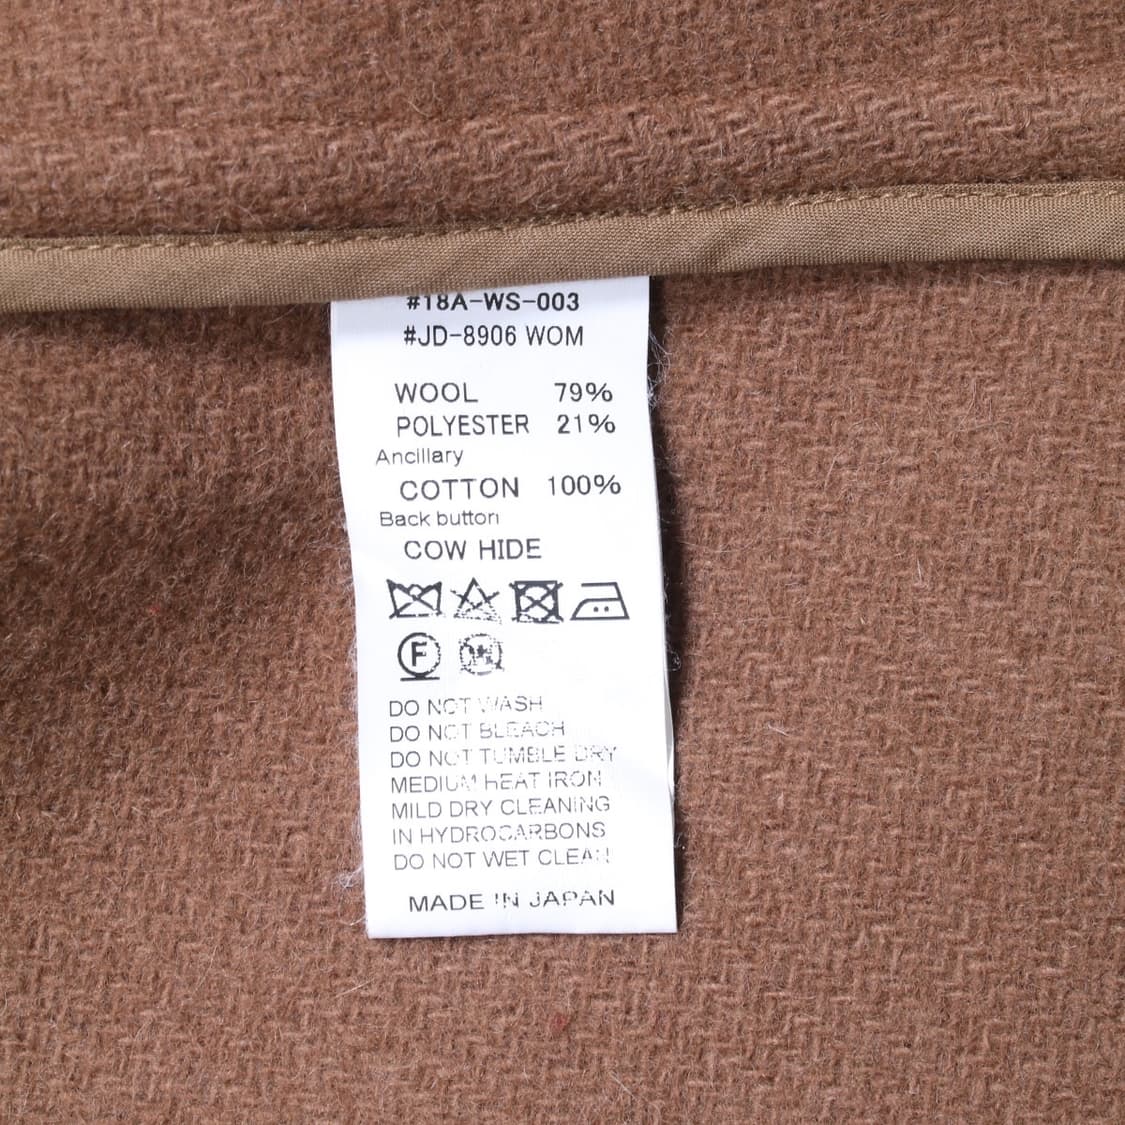 #18A-WS-003
#JD-8906 WOM
WOOL 79%
POLYESTER 21%
Ancillary
COTTON 100%
Back button
COW HIDE
F
W
DO NOT WASH
DO NOT BLEACH
DO NOT TUMBLE DRY
MEDIUM HEAT IRON
MILD DRY CLEANING
IN HYDROCARBONS
DO NOT WET CLEAN
MADE IN JAPAN